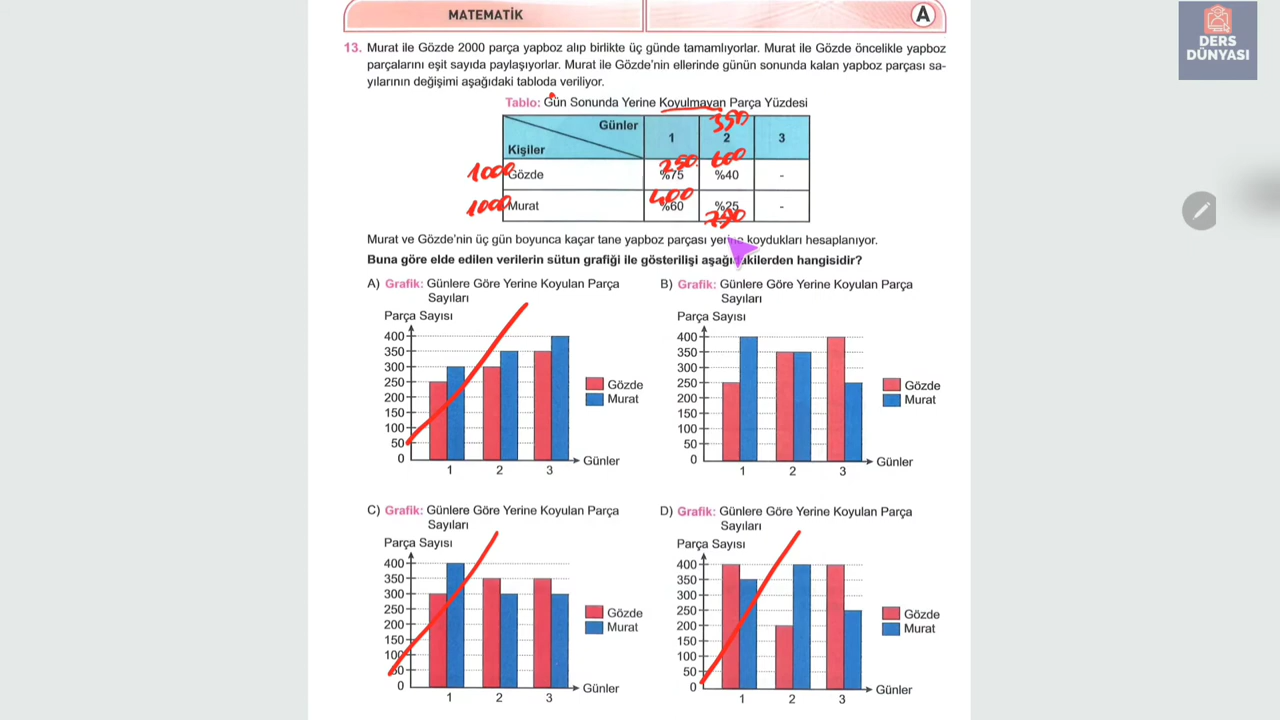 MATEMATİK
A
DERS
DÜNYASI
13. Murat ile Gözde 2000 parça yapboz alıp birlikte üç günde tamamlıyorlar. Murat ile Gözde öncelikle yapboz
parçalarını eşit sayıda paylaşıyorlar. Murat ile Gözde'nin ellerinde günün sonunda kalan yapboz parçası sa-
yılarının değişimi aşağıdaki tabloda veriliyor.
Tablo: Gün Sonunda Yerine Koyulmayan Parça Yüzdesi
350
Günler 1 2 3
Kişiler
250 600
1000 Gözde %75 %40 -
400
1000 Murat %60 %25 -
750
Murat ve Gözde'nin üç gün boyunca kaçar tane yapboz parçası yerine koydukları hesaplanıyor.
Buna göre elde edilen verilerin sütun grafiği ile gösterilişi aşağıdakilerden hangisidir?
A) Grafik: Günlere Göre Yerine Koyulan Parça
Sayıları
Parça Sayısı
400
350
300
250
200
150
100
50
0
1 2 3
Günler
Gözde
Murat
B) Grafik: Günlere Göre Yerine Koyulan Parça
Sayıları
Parça Sayısı
400
350
300
250
200
150
100
50
0
1 2 3
Günler
Gözde
Murat
C) Grafik: Günlere Göre Yerine Koyulan Parça
Sayıları
Parça Sayısı
400
350
300
250
200
150
100
50
0
1 2 3
Günler
Gözde
Murat
D) Grafik: Günlere Göre Yerine Koyulan Parça
Sayıları
Parça Sayısı
400
350
300
250
200
150
100
50
0
1 2 3
Günler
Gözde
Murat